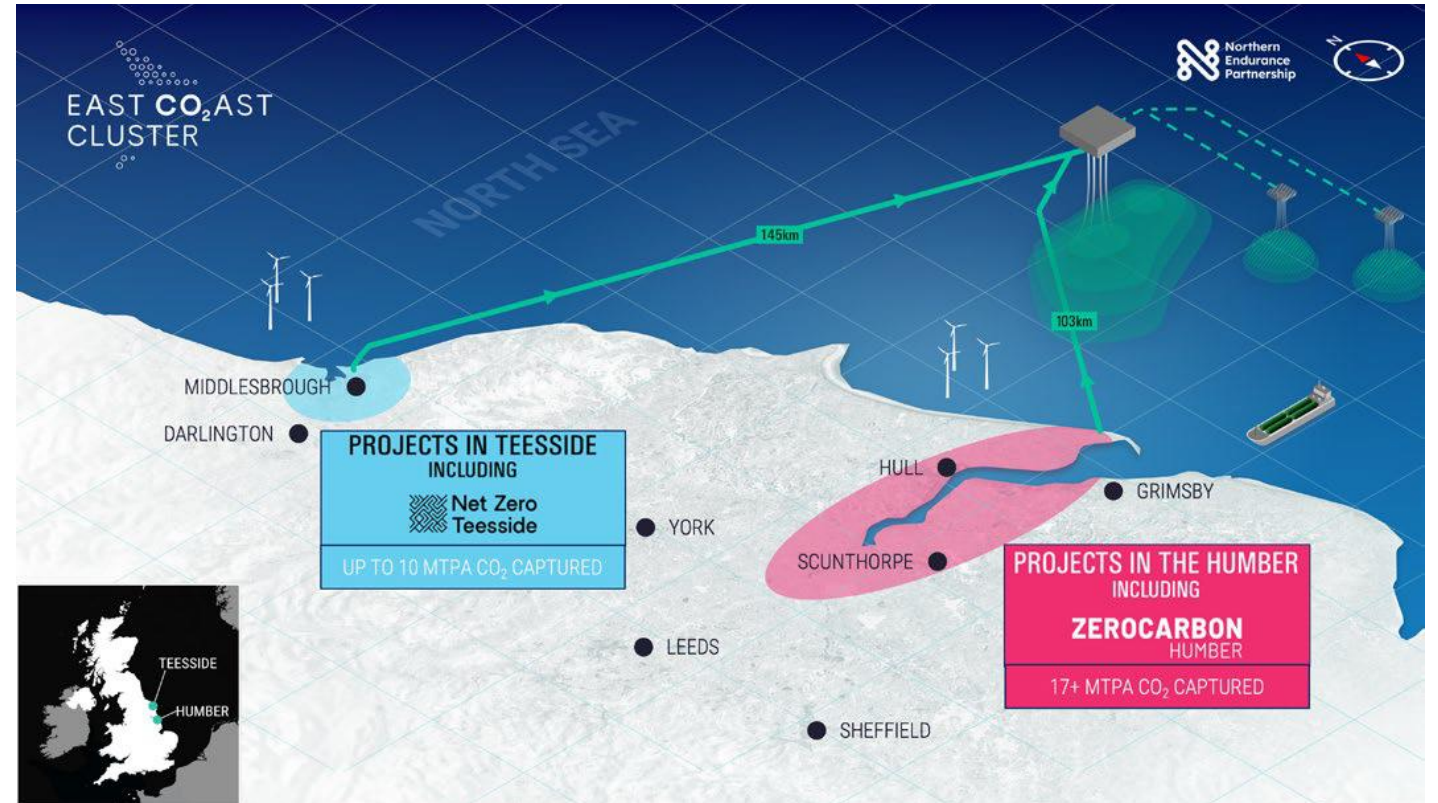 EAST CO₂AST
CLUSTER
Northern
Endurance
Partnership
N
NORTH SEA
145km
103km
MIDDLESBROUGH
DARLINGTON
PROJECTS IN TEESSIDE
INCLUDING
Net Zero
Teesside
UP TO 10 MTPA CO₂ CAPTURED
YORK
LEEDS
SHEFFIELD
HULL
SCUNTHORPE
GRIMSBY
PROJECTS IN THE HUMBER
INCLUDING
ZEROCARBON
HUMBER
17+ MTPA CO₂ CAPTURED
TEESSIDE
HUMBER